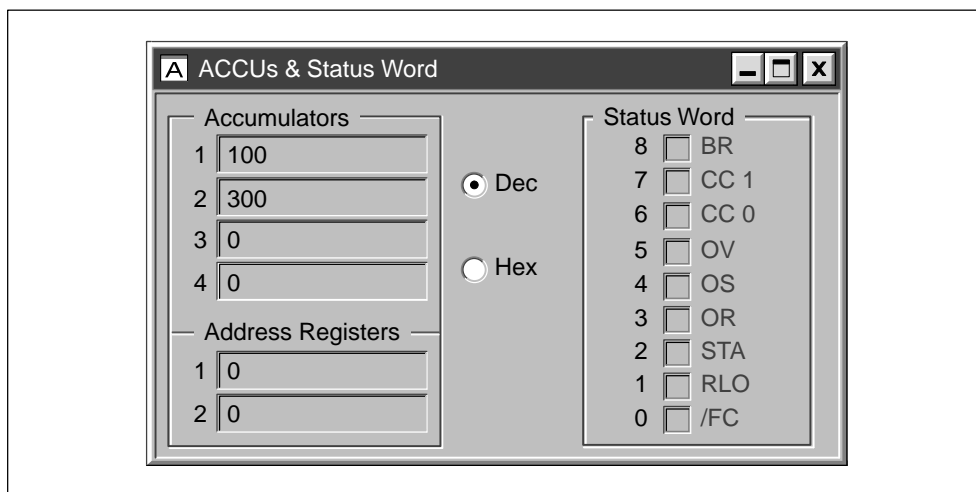 A ACCUs & Status Word
Accumulators
1 100
2 300
3 0
4 0
Address Registers
1 0
2 0
Dec
Hex
Status Word
8 BR
7 CC 1
6 CC 0
5 OV
4 OS
3 OR
2 STA
1 RLO
0 /FC